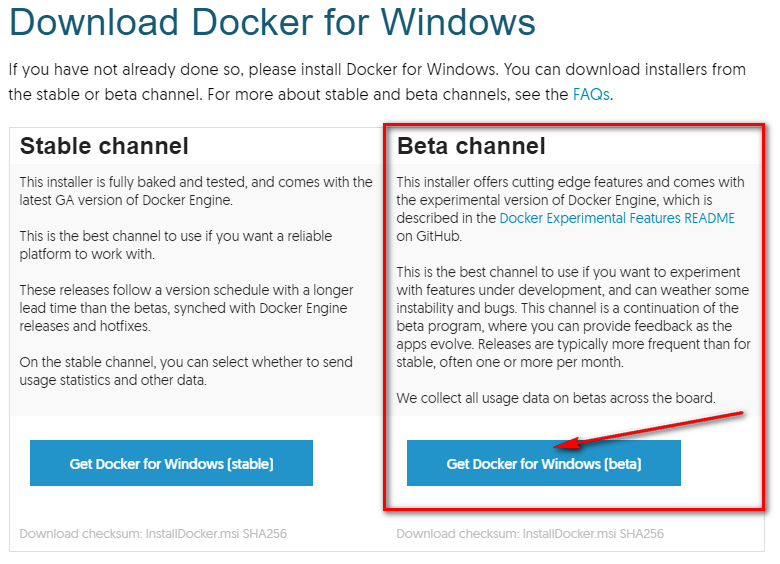 Download Docker for Windows
If you have not already done so, please install Docker for Windows. You can download installers from
the stable or beta channel. For more about stable and beta channels, see the FAQs.
Stable channel
This installer is fully baked and tested, and comes with the
latest GA version of Docker Engine.
This is the best channel to use if you want a reliable
platform to work with.
These releases follow a version schedule with a longer
lead time than the betas, synched with Docker Engine
releases and hotfixes.
On the stable channel, you can select whether to send
usage statistics and other data.
Get Docker for Windows (stable)
Download checksum: InstallDocker.msi SHA256
Beta channel
This installer offers cutting edge features and comes with
the experimental version of Docker Engine, which is
described in the Docker Experimental Features README
on GitHub.
This is the best channel to use if you want to experiment
with features under development, and can weather some
instability and bugs. This channel is a continuation of the
beta program, where you can provide feedback as the
apps evolve. Releases are typically more frequent than for
stable, often one or more per month.
We collect all usage data on betas across the board.
Get Docker for Windows (beta)
Download checksum: InstallDocker.msi SHA256